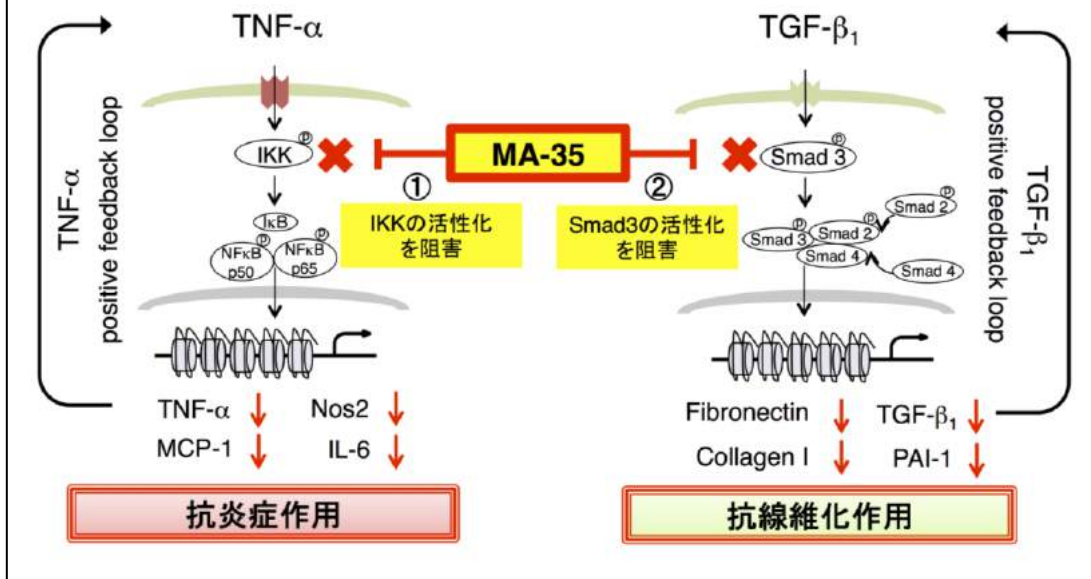 TNF-α
TGF-β₁
TNF-α
positive feedback loop
IKK
P
MA-35
Smad 3
P
①
②
IKKの活性化
を阻害
Smad3の活性化
を阻害
IκB
NFκB
p50
P
NFκB
p65
P
Smad 3
P
Smad 2
P
Smad 4
Smad 2
P
Smad 4
TGF-β₁
positive feedback loop
TNF-α
Nos2
MCP-1
IL-6
Fibronectin
TGF-β₁
Collagen I
PAI-1
抗炎症作用
抗線維化作用